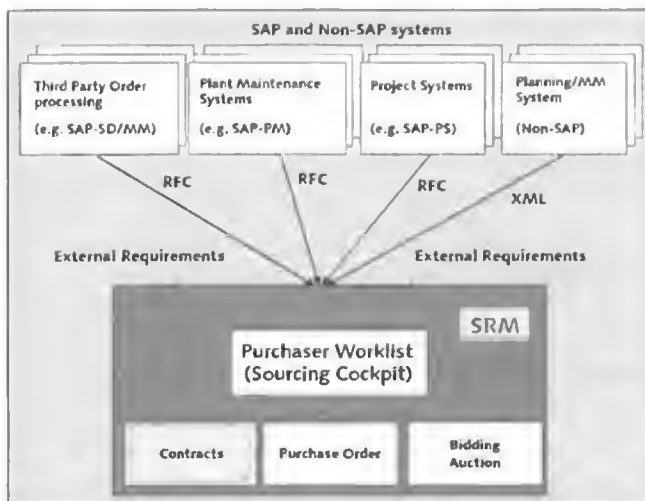 SAP and Non-SAP systems
Third Party Order
processing
(e.g. SAP-SD/MM)
Plant Maintenance
Systems
(e.g. SAP-PM)
Project Systems
(e.g. SAP-PS)
Planning/MM
System
(Non-SAP)
RFC
RFC
RFC
XML
External Requirements
External Requirements
SRM
Purchaser Worklist
(Sourcing Cockpit)
Contracts
Purchase Order
Bidding
Auction